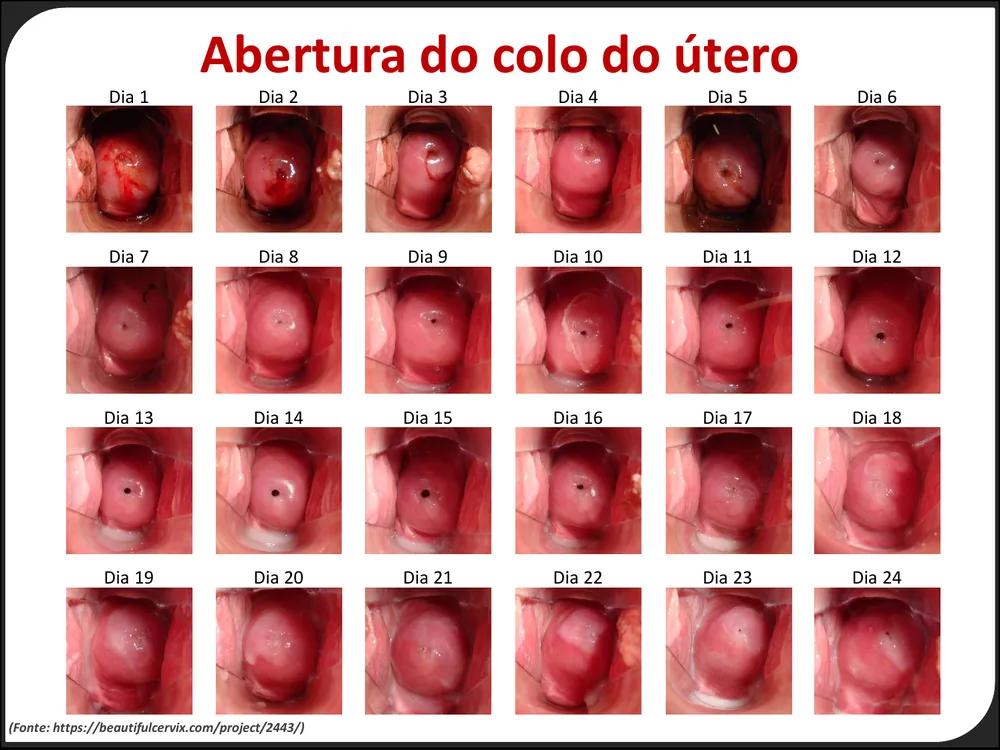 Abertura do colo do útero
Dia 1 Dia 2 Dia 3 Dia 4 Dia 5 Dia 6
Dia 7 Dia 8 Dia 9 Dia 10 Dia 11 Dia 12
Dia 13 Dia 14 Dia 15 Dia 16 Dia 17 Dia 18
Dia 19 Dia 20 Dia 21 Dia 22 Dia 23 Dia 24
(Fonte: https://beautifulcervix.com/project/2443/)